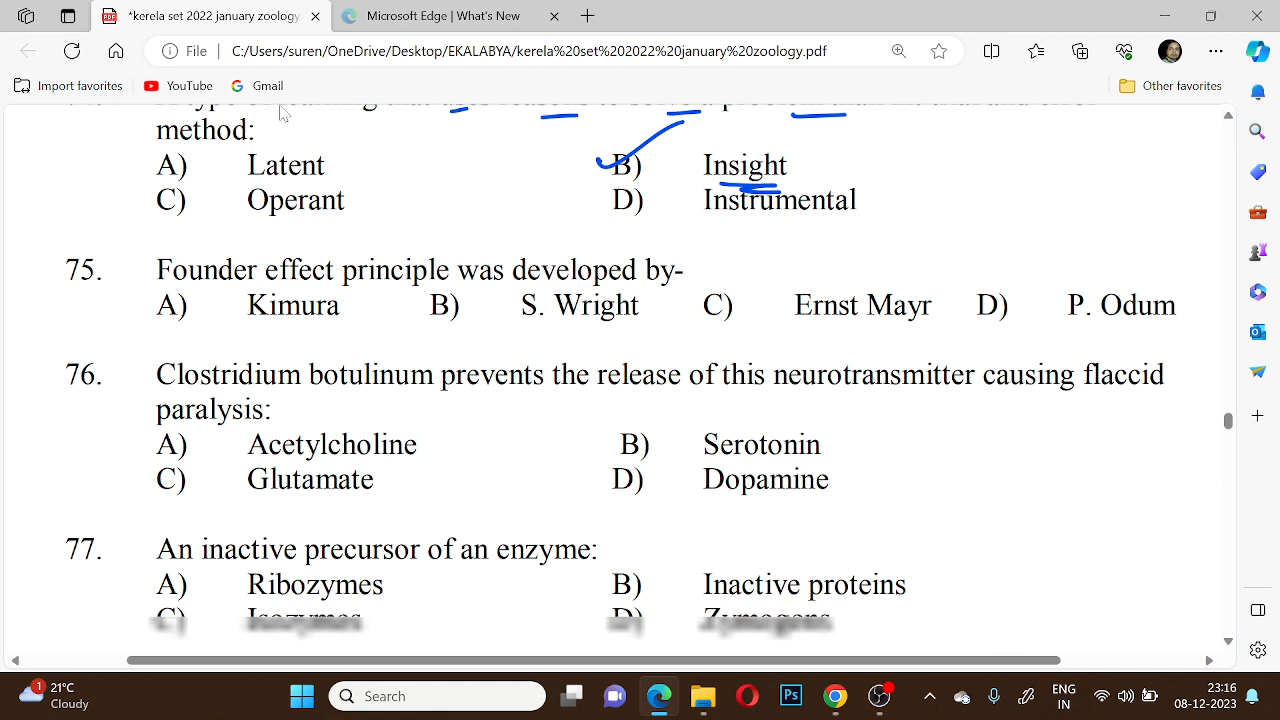 *kerela set 2022 january zoology.
Microsoft Edge | What's New
File
C:/Users/suren/OneDrive/Desktop/EKALABYA/kerela%20set%202022%20january%20zoology.pdf
Import favorites
YouTube
Gmail
Other favorites
method:
A) Latent B) Insight
C) Operant D) Instrumental
75. Founder effect principle was developed by-
A) Kimura B) S. Wright C) Ernst Mayr D) P. Odum
76. Clostridium botulinum prevents the release of this neurotransmitter causing flaccid
paralysis:
A) Acetylcholine B) Serotonin
C) Glutamate D) Dopamine
77. An inactive precursor of an enzyme:
A) Ribozymes B) Inactive proteins
C) Isozymes D) Zymogens
1
21°C
Cloudy
Search
Ps
ENG
IN
23:16
08-12-2023